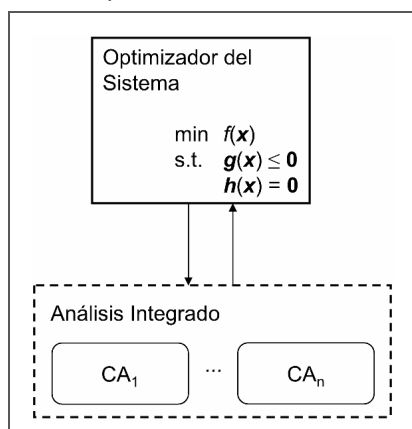 Optimizador del
Sistema
min f(x)
s.t. g(x) ≤ 0
h(x) = 0
Análisis Integrado
CA₁ ... CAₙ